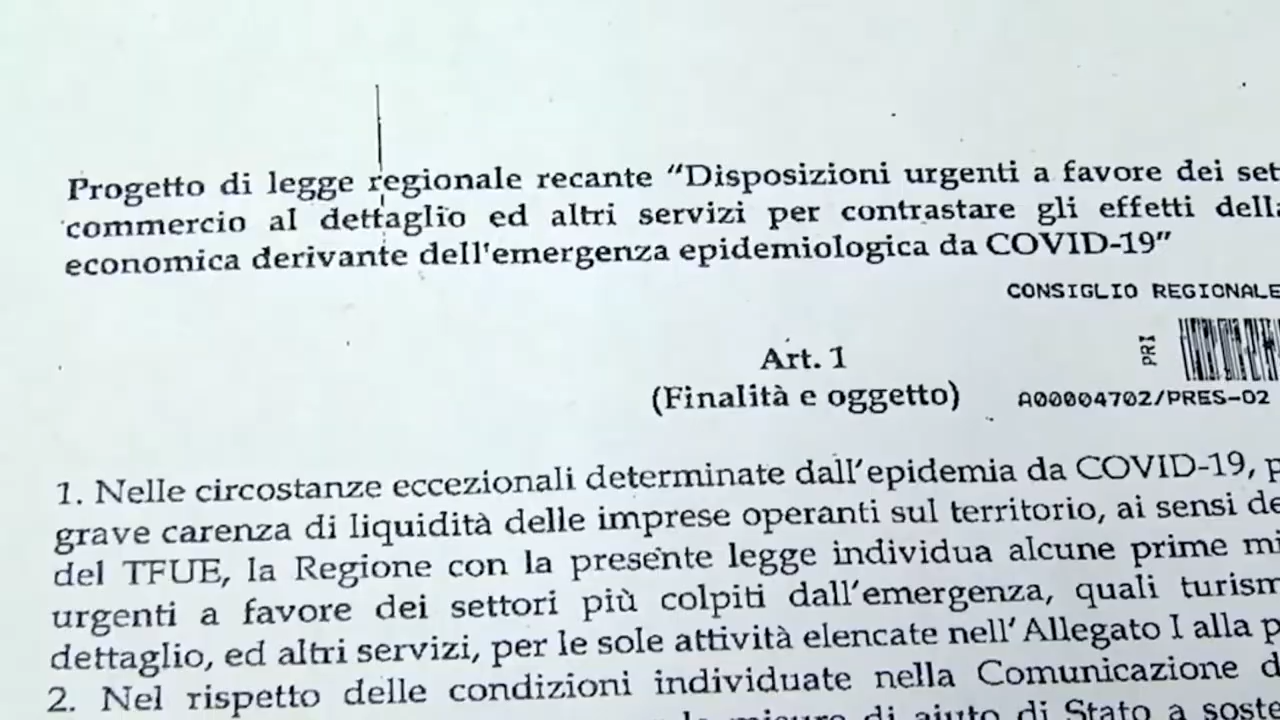 Progetto di legge regionale recante “Disposizioni urgenti a favore dei
commercio al dettaglio ed altri servizi per contrastare gli effetti
economica derivante dell'emergenza epidemiologica da COVID-19”
CONSIGLIO REGIONALE
Art. 1
PRI
(Finalità e oggetto)
A00004702/PRES-02
1. Nelle circostanze eccezionali determinate dall’epidemia da COVID-19,
grave carenza di liquidità delle imprese operanti sul territorio, ai sensi
del TFUE, la Regione con la presente legge individua alcune prime
urgenti a favore dei settori più colpiti dall’emergenza, quali
dettaglio, ed altri servizi, per le sole attività elencate nell’Allegato I alla
2. Nel rispetto delle condizioni individuate nella Comunicazione
di aiuto di Stato a